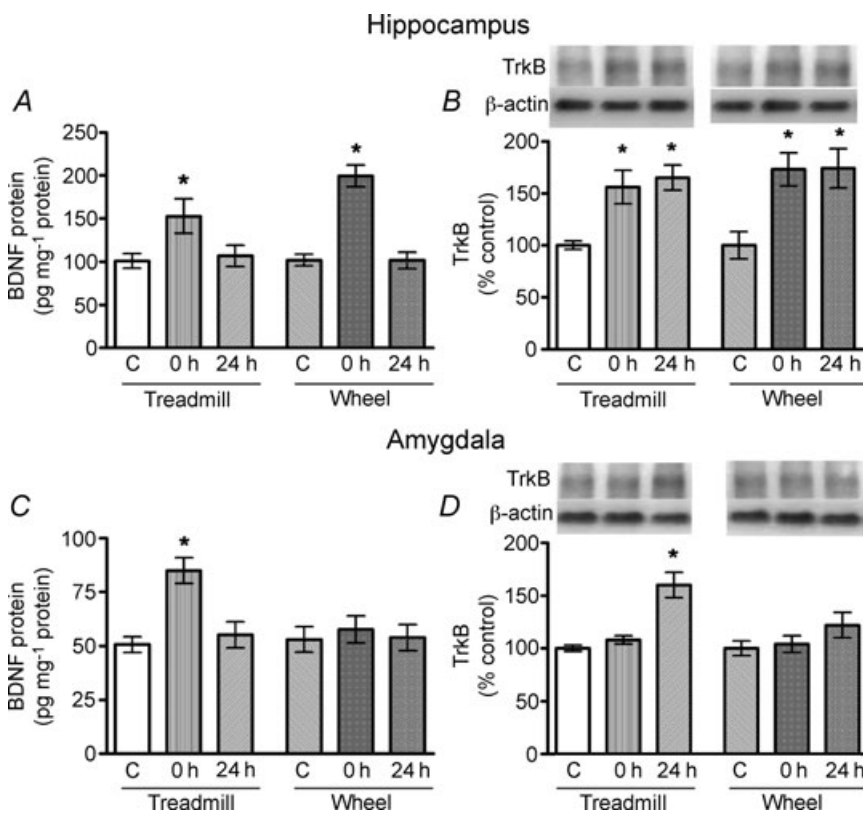 Hippocampus
A
BDNF protein
(pg mg⁻¹ protein)
250
200
150
100
50
0
*
*
C 0 h 24 h C 0 h 24 h
Treadmill Wheel
B
TrkB
β-actin
TrkB
(% control)
200
150
100
50
0
* * * *
C 0 h 24 h C 0 h 24 h
Treadmill Wheel
Amygdala
C
BDNF protein
(pg mg⁻¹ protein)
100
75
50
25
0
*
C 0 h 24 h C 0 h 24 h
Treadmill Wheel
D
TrkB
β-actin
TrkB
(% control)
200
150
100
50
0
*
C 0 h 24 h C 0 h 24 h
Treadmill Wheel